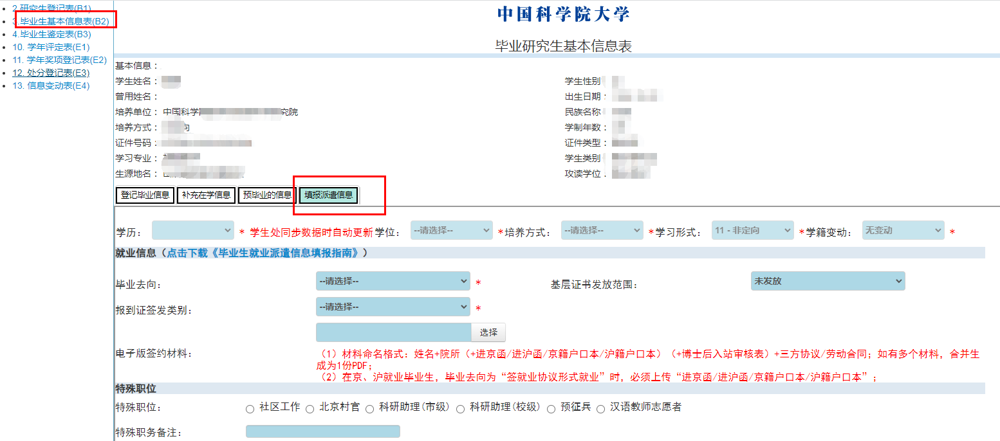 2.研究生登记表(B1)
3.毕业生基本信息表(B2)
4.毕业生鉴定表(B3)
10. 学年评定表(E1)
11. 学年奖项登记表(E2)
12. 处分登记表(E3)
13. 信息变动表(E4)
中国科学院大学
毕业研究生基本信息表
基本信息：
学生姓名： 学生性别
曾用姓名： 出生日期：
培养单位： 中国科学 究院 民族名称
培养方式： 向 学制年数：
证件号码： 证件类型：
学习专业： 学生类别
生源地名： 攻读学位
登记毕业信息 补充在学信息 预毕业的信息 填报派遣信息
学历： * 学生处同步数据时自动更新 学位： --请选择-- *培养方式： --请选择-- *学习形式： 11 - 非定向 *学籍变动： 无变动 *
就业信息（点击下载《毕业生就业派遣信息填报指南》）
毕业去向： --请选择-- * 基层证书发放范围： 未发放
报到证签发类别： --请选择-- *
选择
电子版签约材料： （1）材料命名格式：姓名+院所（+进京函/进沪函/京籍户口本/沪籍户口本）（+博士后入站审核表）+三方协议/劳动合同；如有多个材料，合并生
成为1份PDF；
（2）在京、沪就业毕业生，毕业去向为“签就业协议形式就业”时，必须上传“进京函/进沪函/京籍户口本/沪籍户口本”；
特殊职位
特殊职位： 社区工作 北京村官 科研助理(市级) 科研助理(校级) 预征兵 汉语教师志愿者
特殊职务备注：